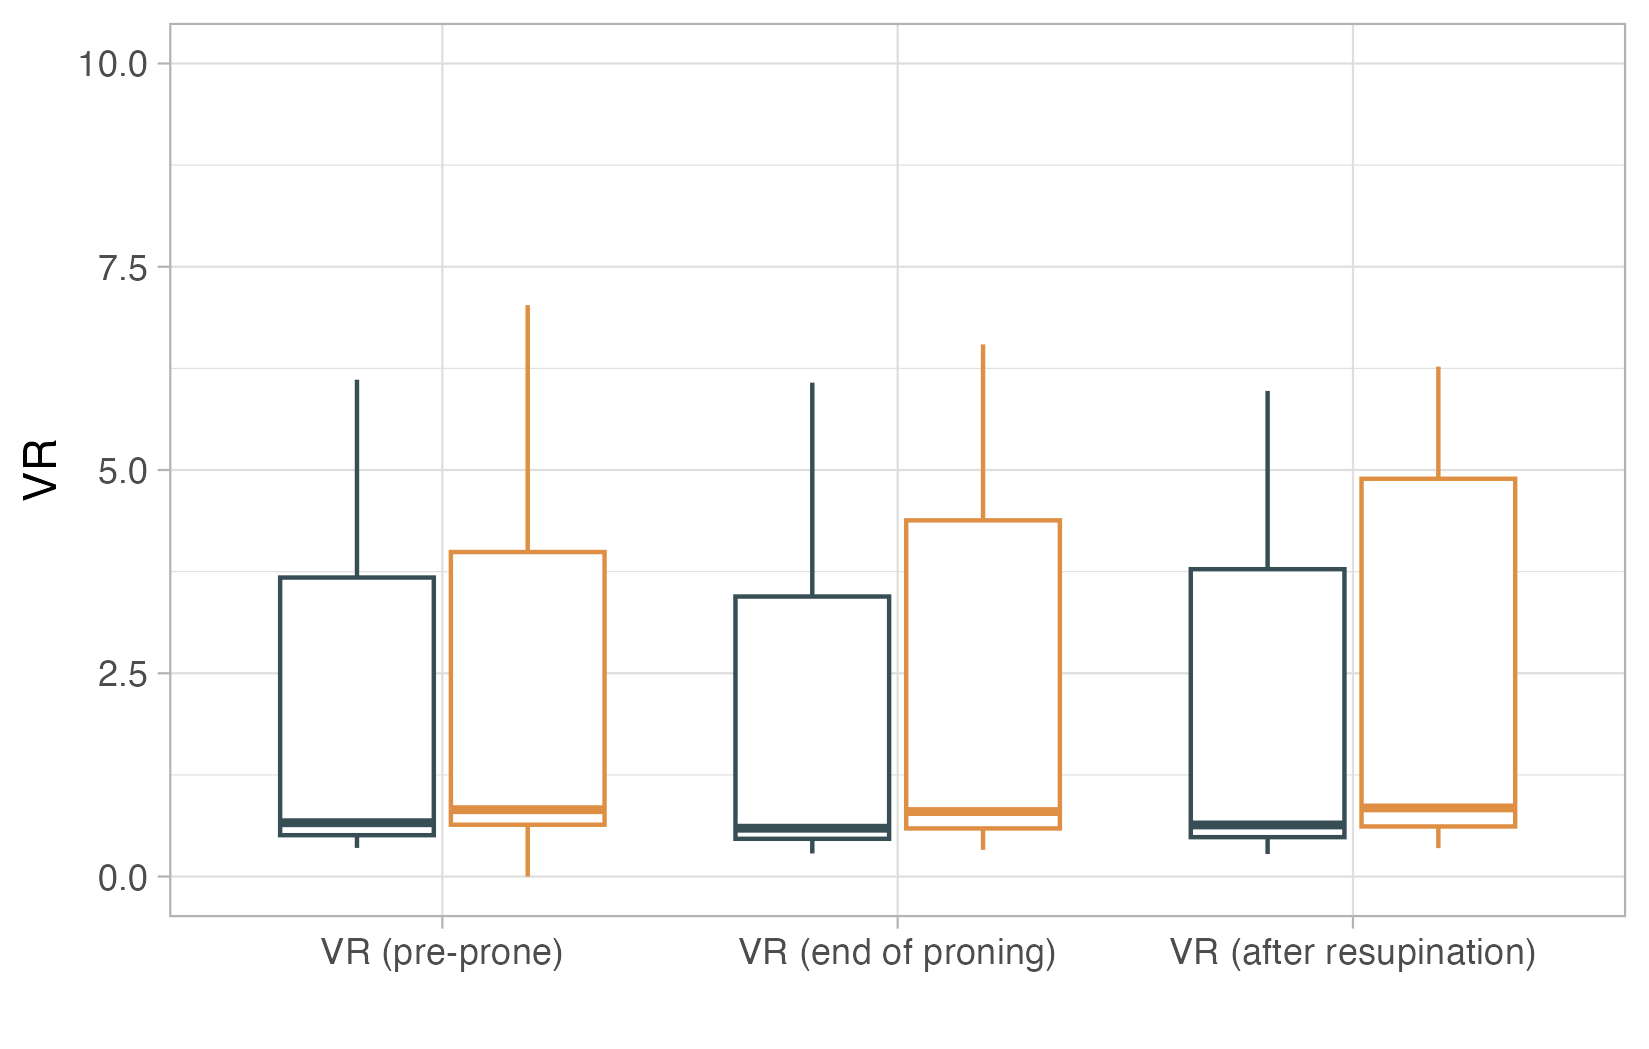 10.0
7.5
5.0
2.5
0.0
VR
VR (pre-prone)
VR (end of proning)
VR (after resupination)